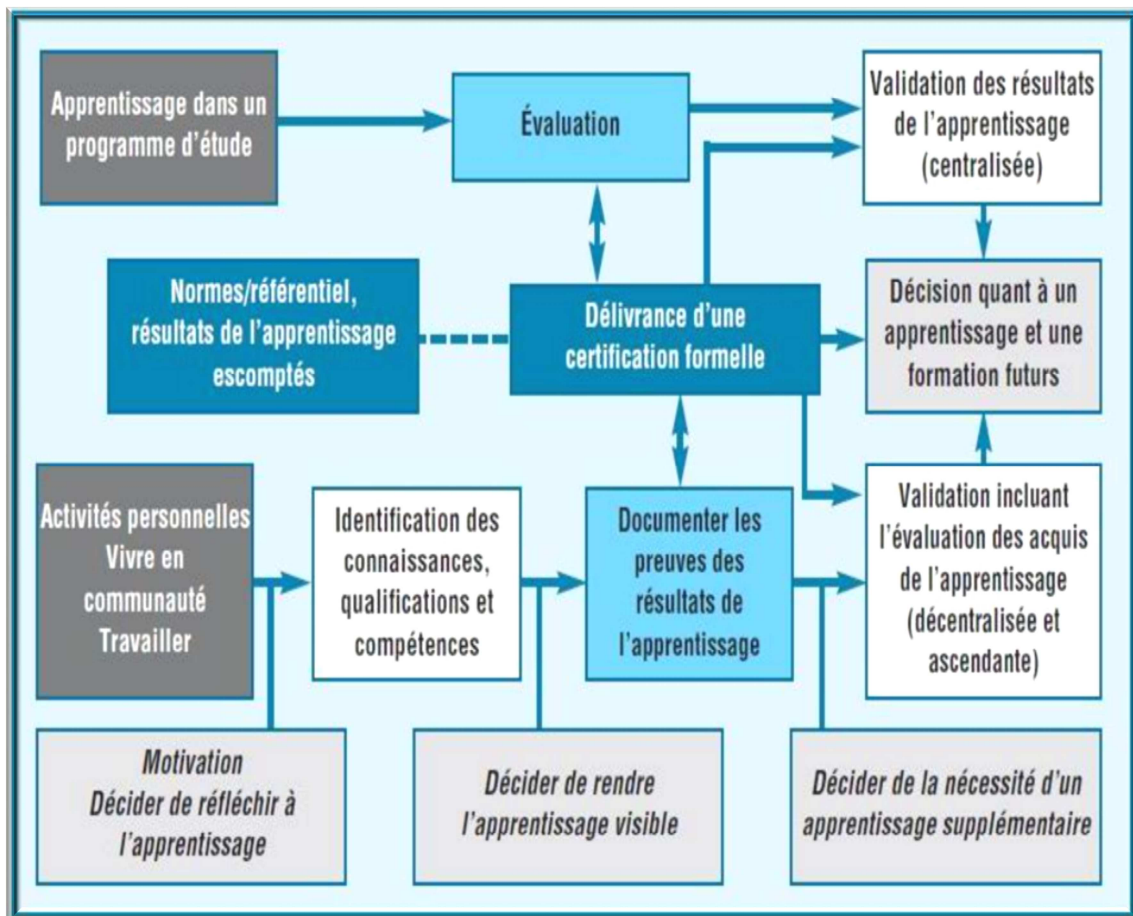 Apprentissage dans un
programme d'étude
Évaluation
Validation des résultats
de l'apprentissage
(centralisée)
Normes/référentiel,
résultats de l'apprentissage
escomptés
Délivrance d'une
certification formelle
Décision quant à un
apprentissage et une
formation futurs
Activités personnelles
Vivre en
communauté
Travailler
Identification des
connaissances,
qualifications et
compétences
Documenter les
preuves des
résultats de
l'apprentissage
Validation incluant
l'évaluation des acquis
de l'apprentissage
(décentralisée et
ascendante)
Motivation
Décider de réfléchir à
l'apprentissage
Décider de rendre
l'apprentissage visible
Décider de la nécessité d'un
apprentissage supplémentaire